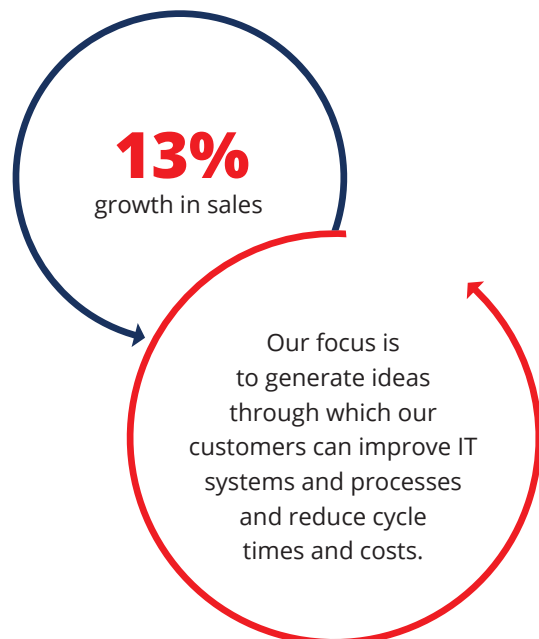 13%
growth in sales
Our focus is
to generate ideas
through which our
customers can improve IT
systems and processes
and reduce cycle
times and costs.